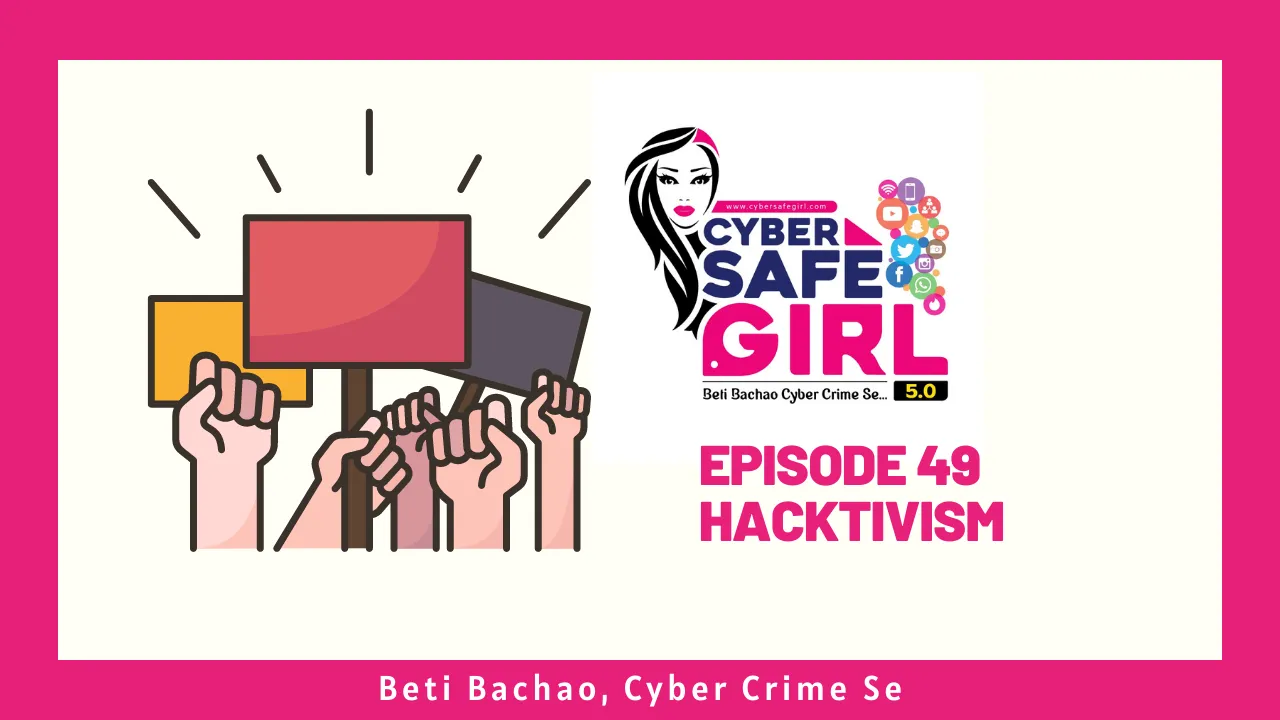 www.cybersafegirl.com
CYBER
SAFE
GIRL
Beti Bachao Cyber Crime Se... 5.0
EPISODE 49
HACKTIVISM
Beti Bachao, Cyber Crime Se